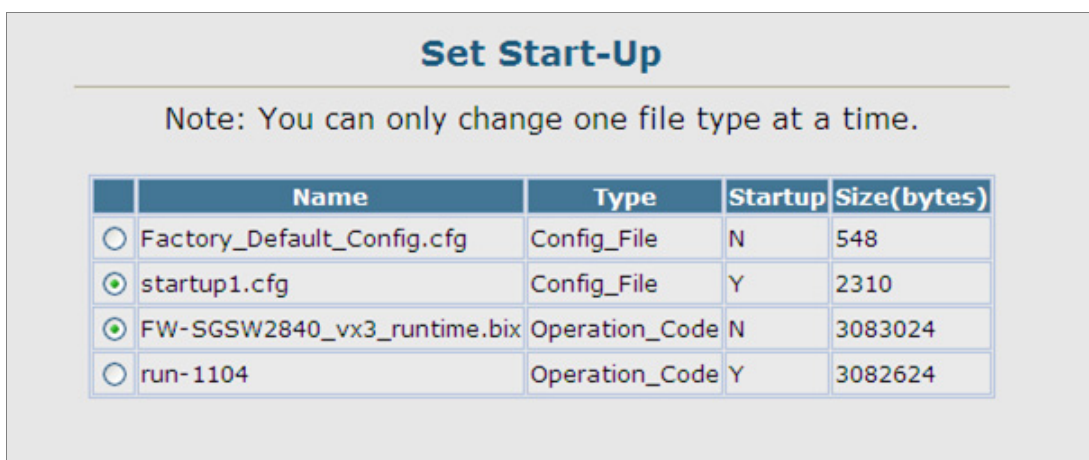 Set Start-Up
Note: You can only change one file type at a time.
Name Type Startup Size(bytes)
Factory_Default_Config.cfg Config_File N 548
startup1.cfg Config_File Y 2310
FW-SGSW2840_vx3_runtime.bix Operation_Code N 3083024
run-1104 Operation_Code Y 3082624